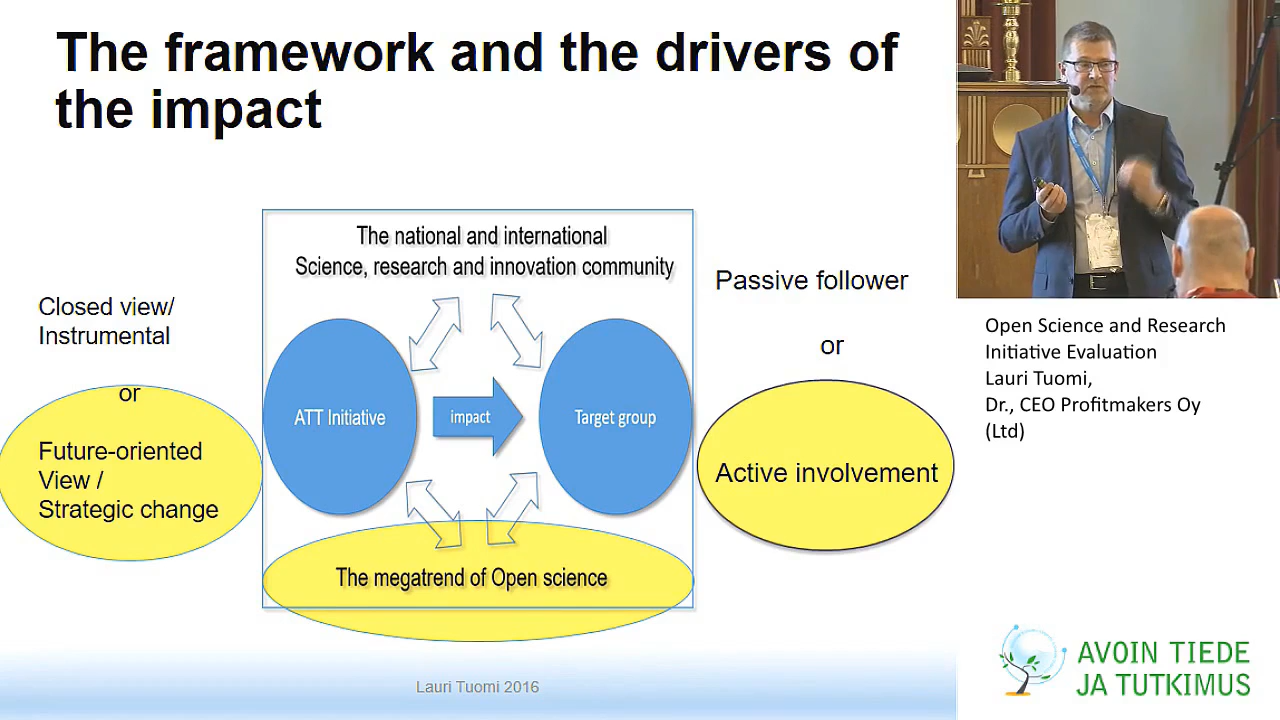 The framework and the drivers of
the impact
The national and international
Science, research and innovation community
Closed view/
Instrumental
or
Future-oriented
View /
Strategic change
ATT Initiative
impact
Target group
Passive follower
or
Active involvement
The megatrend of Open science
Lauri Tuomi 2016
Open Science and Research
Initiative Evaluation
Lauri Tuomi,
Dr., CEO Profitmakers Oy
(Ltd)
AVOIN TIEDE
JA TUTKIMUS